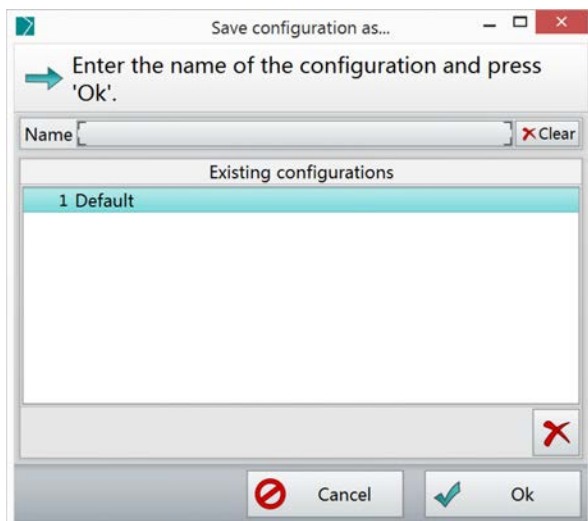 Save configuration as...
Enter the name of the configuration and press
'Ok'.
Name
Clear
Existing configurations
1 Default
Cancel
Ok